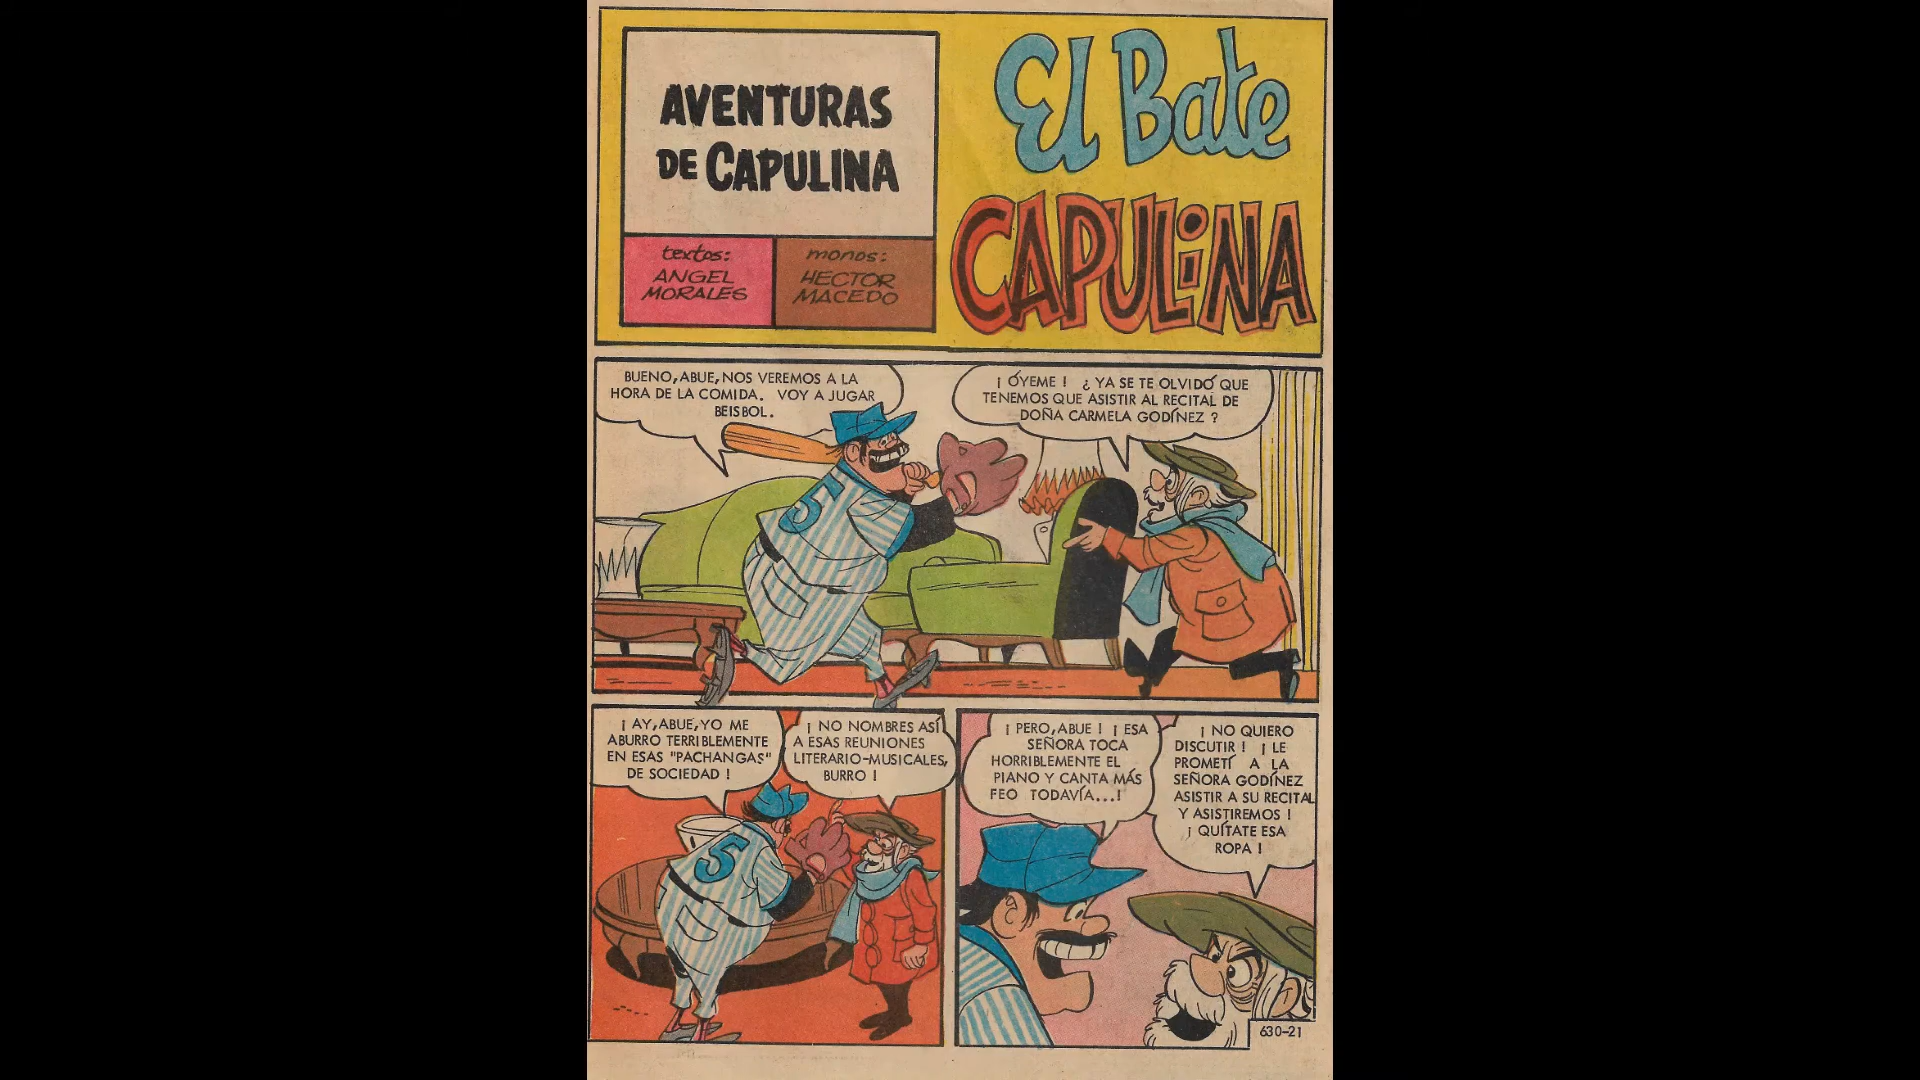 AVENTURAS
DE CAPULINA
textos:
ANGEL
MORALES
monos:
HECTOR
MACEDO
El Bate
CAPULiNA
BUENO, ABUE, NOS VEREMOS A LA
HORA DE LA COMIDA. VOY A JUGAR
BEISBOL.
¡ ÓYEME ! ¿ YA SE TE OLVIDÓ QUE
TENEMOS QUE ASISTIR AL RECITAL DE
DOÑA CARMELA GODÍNEZ ?
5
¡ AY, ABUE, YO ME
ABURRO TERRIBLEMENTE
EN ESAS "PACHANGAS"
DE SOCIEDAD !
¡ NO NOMBRES ASÍ
A ESAS REUNIONES
LITERARIO-MUSICALES,
BURRO !
5
¡ PERO, ABUE ! ¡ ESA
SEÑORA TOCA
HORRIBLEMENTE EL
PIANO Y CANTA MÁS
FEO TODAVÍA...!
¡ NO QUIERO
DISCUTIR ! ¡ LE
PROMETÍ A LA
SEÑORA GODÍNEZ
ASISTIR A SU RECITAL
Y ASISTIREMOS !
¡ QUÍTATE ESA
ROPA !
630-21